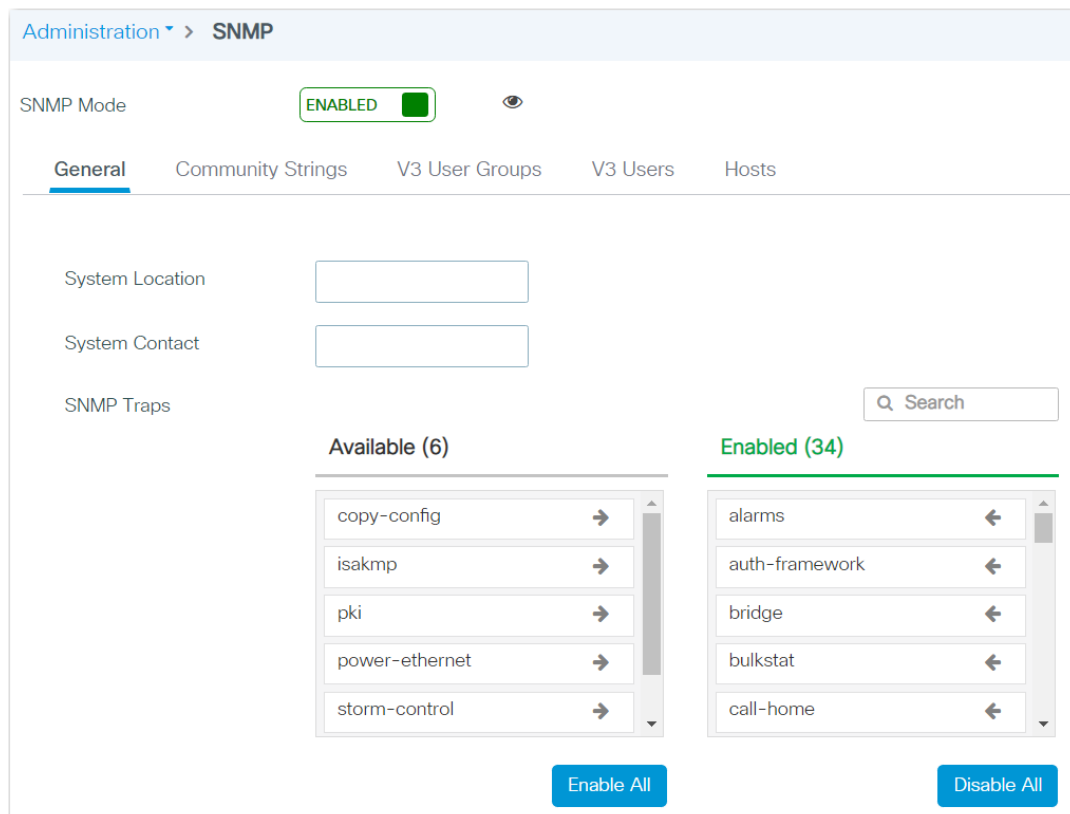 Administration > SNMP
SNMP Mode
ENABLED
General Community Strings V3 User Groups V3 Users Hosts
System Location
System Contact
SNMP Traps
Search
Available (6)
Enabled (34)
copy-config
isakmp
pki
power-ethernet
storm-control
alarms
auth-framework
bridge
bulkstat
call-home
Enable All
Disable All